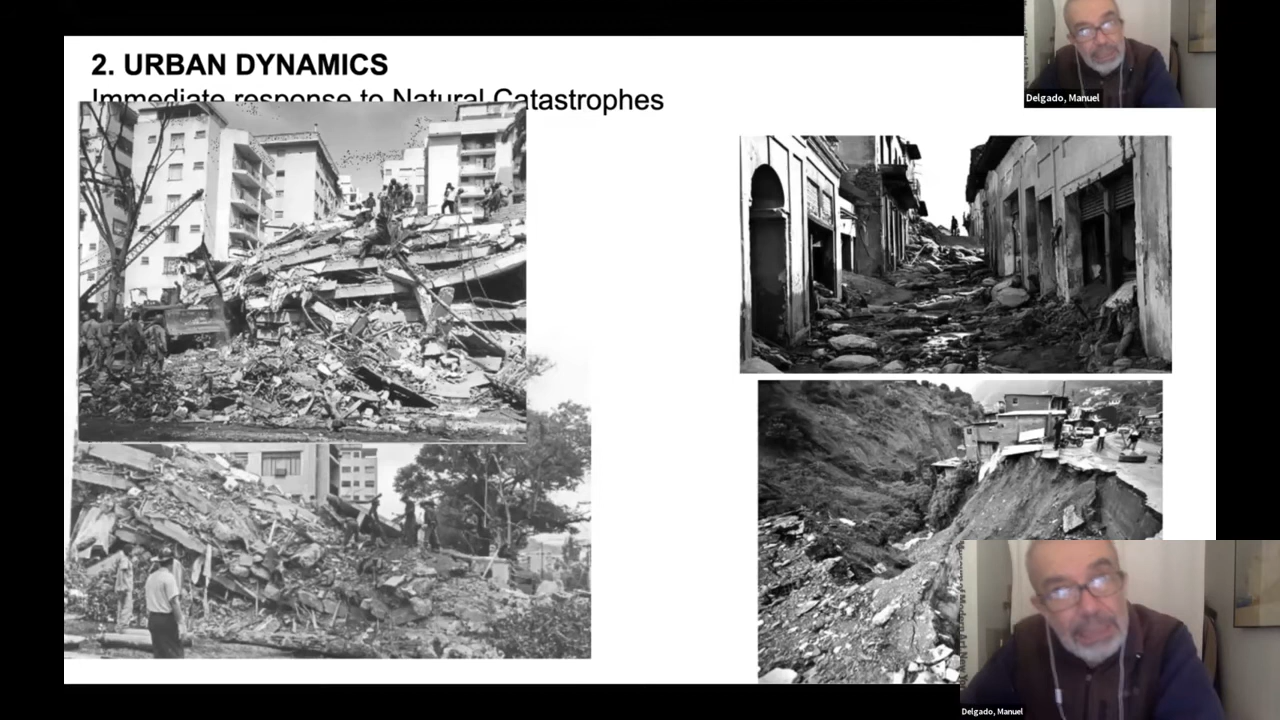 2. URBAN DYNAMICS
Immediate response to Natural Catastrophes
Delgado, Manuel
Delgado, Manuel